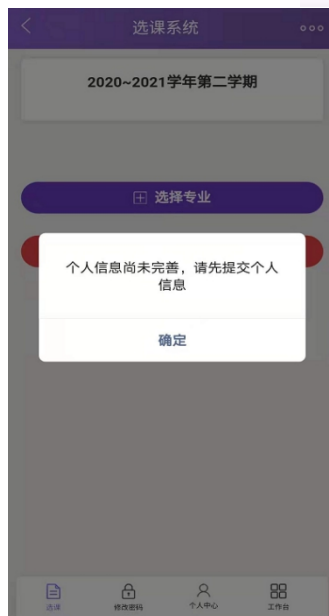 选课系统
2020~2021学年第二学期
选择专业
个人信息尚未完善，请先提交个人
信息
确定
选课
修改密码
个人中心
工作台